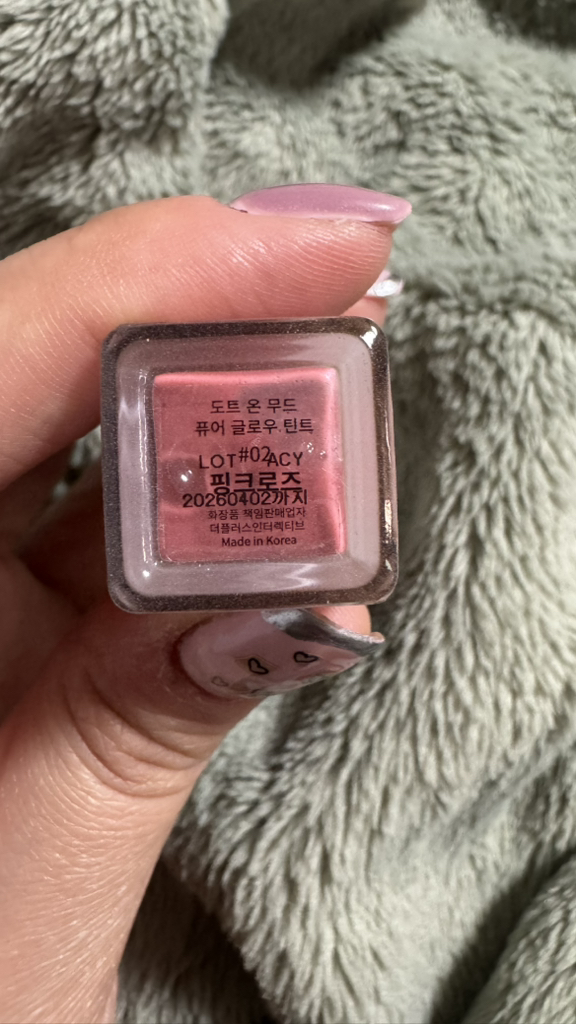 도트 온 무드
퓨어 글로우 틴트
#02
LOT ACY
핑크로즈
20260402까지
화장품 책임판매업자
더플러스인터렉티브
Made in Korea